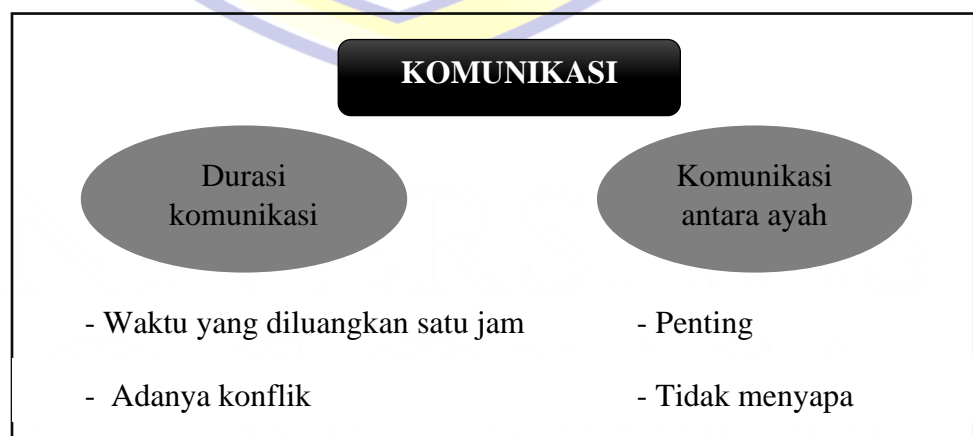 KOMUNIKASI
Durasi
komunikasi
Komunikasi
antara ayah
- Waktu yang diluangkan satu jam
- Penting
- Adanya konflik
- Tidak menyapa